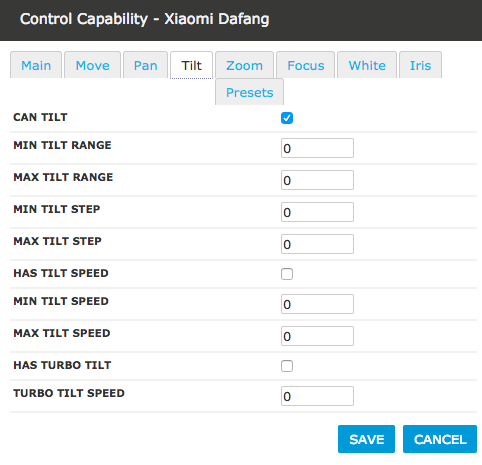 Control Capability - Xiaomi Dafang
Main Move Pan Tilt Zoom Focus White Iris
Presets
CAN TILT
MIN TILT RANGE 0
MAX TILT RANGE 0
MIN TILT STEP 0
MAX TILT STEP 0
HAS TILT SPEED
MIN TILT SPEED 0
MAX TILT SPEED 0
HAS TURBO TILT
TURBO TILT SPEED 0
SAVE CANCEL